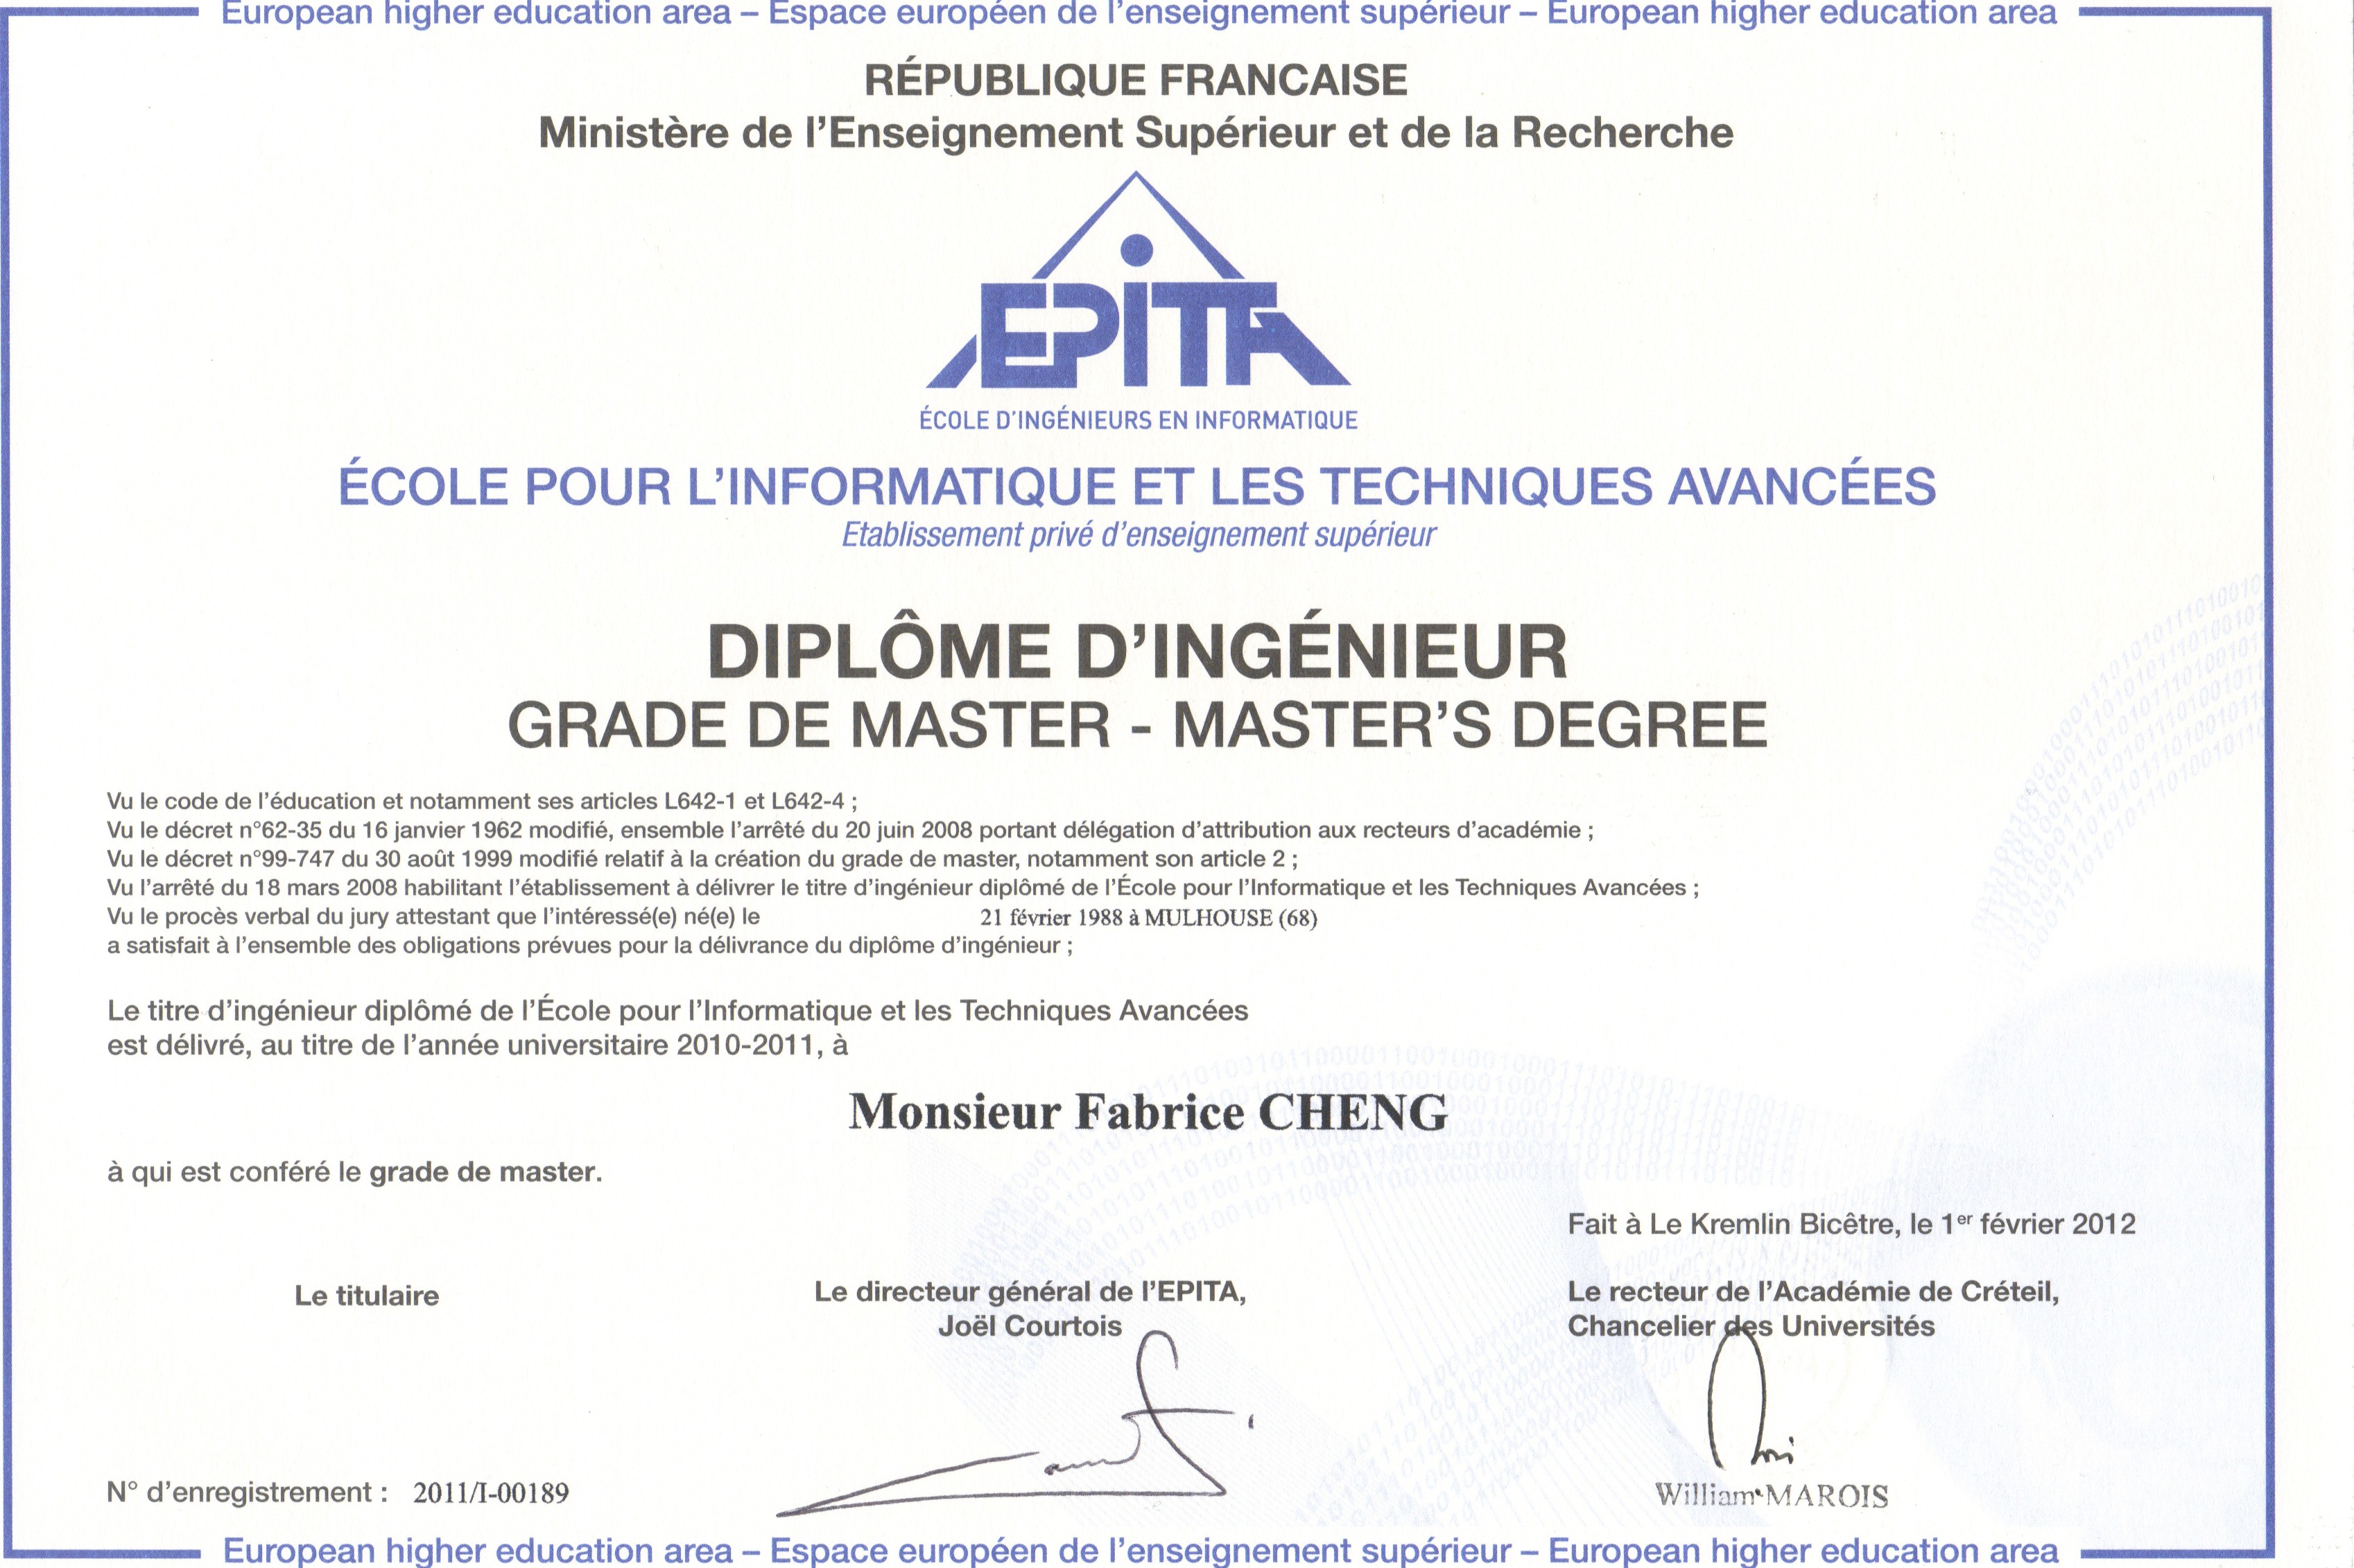 European higher education area – Espace européen de l'enseignement supérieur – European higher education area
RÉPUBLIQUE FRANCAISE
Ministère de l'Enseignement Supérieur et de la Recherche
EPITA
ÉCOLE D'INGÉNIEURS EN INFORMATIQUE
ÉCOLE POUR L'INFORMATIQUE ET LES TECHNIQUES AVANCÉES
Etablissement privé d'enseignement supérieur
DIPLÔME D'INGÉNIEUR
GRADE DE MASTER - MASTER'S DEGREE
Vu le code de l'éducation et notamment ses articles L642-1 et L642-4 ;
Vu le décret n°62-35 du 16 janvier 1962 modifié, ensemble l'arrêté du 20 juin 2008 portant délégation d'attribution aux recteurs d'académie ;
Vu le décret n°99-747 du 30 août 1999 modifié relatif à la création du grade de master, notamment son article 2 ;
Vu l'arrêté du 18 mars 2008 habilitant l'établissement à délivrer le titre d'ingénieur diplômé de l'École pour l'Informatique et les Techniques Avancées ;
Vu le procès verbal du jury attestant que l'intéressé(e) né(e) le 21 février 1988 à MULHOUSE (68)
a satisfait à l'ensemble des obligations prévues pour la délivrance du diplôme d'ingénieur ;
Le titre d'ingénieur diplômé de l'École pour l'Informatique et les Techniques Avancées
est délivré, au titre de l'année universitaire 2010-2011, à
Monsieur Fabrice CHENG
à qui est conféré le grade de master.
Fait à Le Kremlin Bicêtre, le 1er février 2012
Le titulaire
Le directeur général de l'EPITA,
Joël Courtois
Le recteur de l'Académie de Créteil,
Chancelier des Universités
N° d'enregistrement : 2011/I-00189
William MAROIS
European higher education area – Espace européen de l'enseignement supérieur – European higher education area